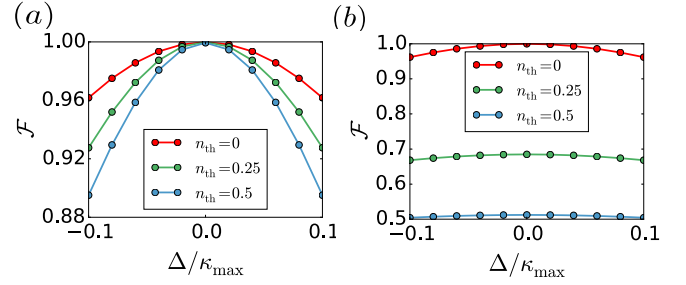 (a)
1.00
0.96
0.92
0.88
F
n_th=0
n_th=0.25
n_th=0.5
−0.1 0.0 0.1
Δ/κ_max
(b)
1.0
0.9
0.8
0.7
0.6
0.5
F
n_th=0
n_th=0.25
n_th=0.5
−0.1 0.0 0.1
Δ/κ_max